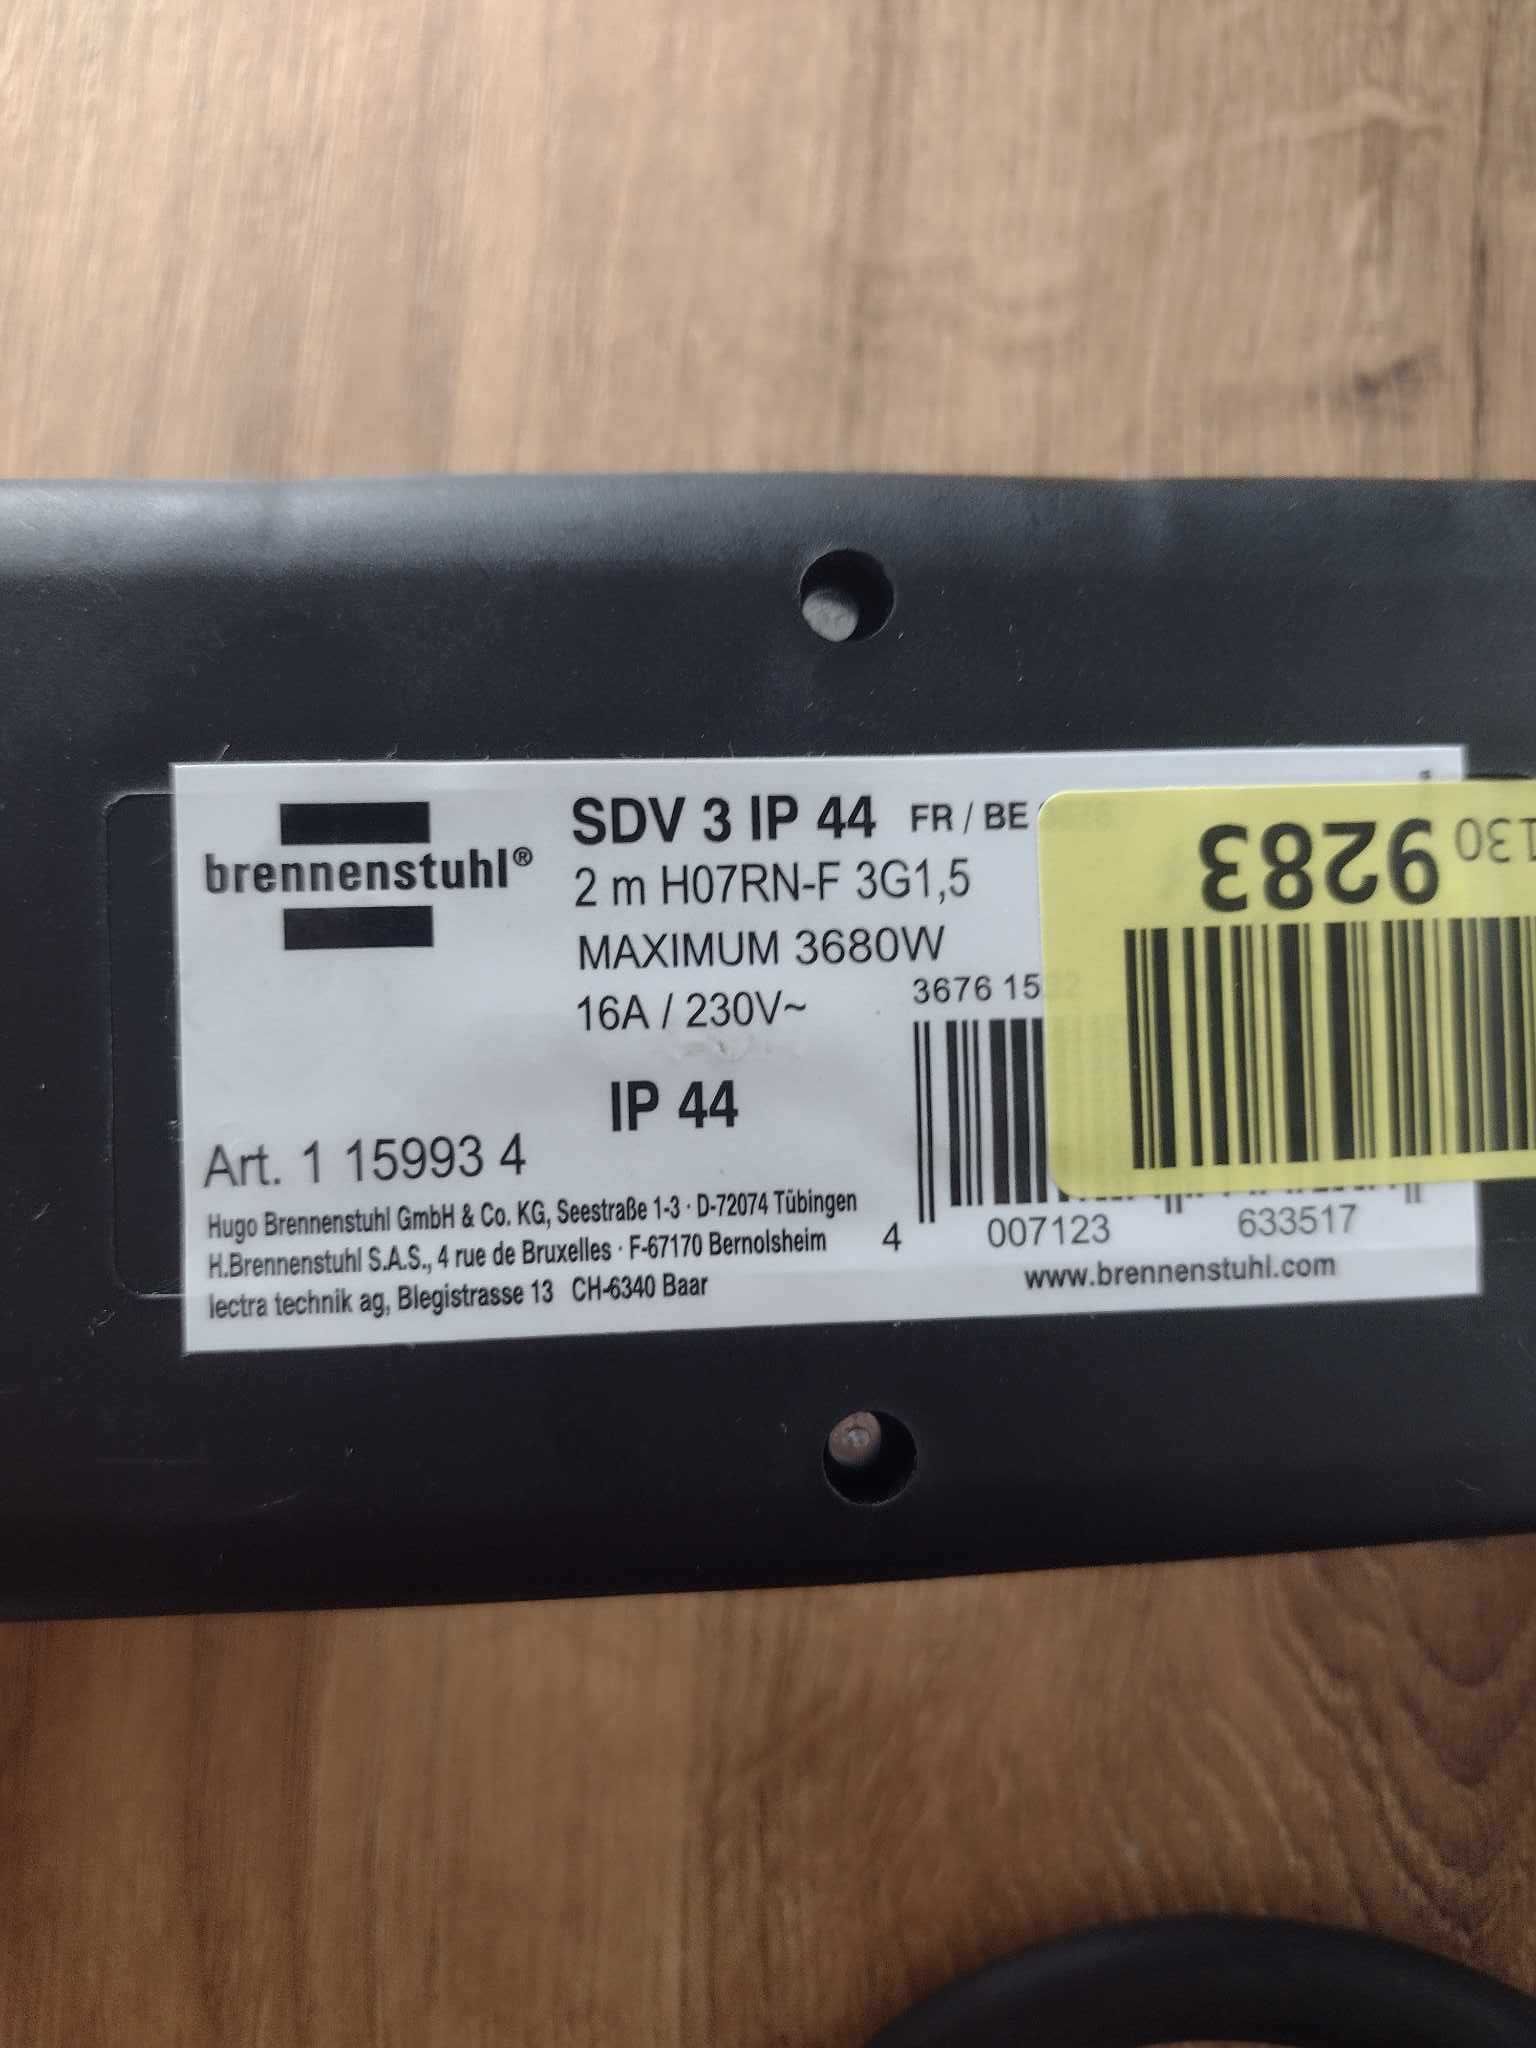 brennenstuhl®
SDV 3 IP 44 FR / BE
2 m H07RN-F 3G1,5
MAXIMUM 3680W
16A / 230V~
IP 44
Art. 1 15993 4
Hugo Brennenstuhl GmbH & Co. KG, Seestraße 1-3 · D-72074 Tübingen
H.Brennenstuhl S.A.S., 4 rue de Bruxelles · F-67170 Bernolsheim
lectra technik ag, Blegistrasse 13 CH-6340 Baar
3676
4 007123 633517
www.brennenstuhl.com
9283